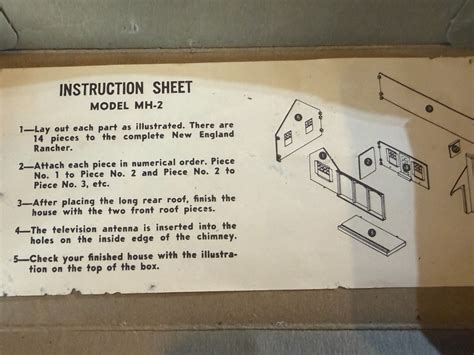 INSTRUCTION SHEET
MODEL MH-2
1—Lay out each part as illustrated. There are
14 pieces to the complete New England
Rancher.
2—Attach each piece in numerical order. Piece
No. 1 to Piece No. 2 and Piece No. 2 to
Piece No. 3, etc.
3—After placing the long rear roof, finish the
house with the two front roof pieces.
4—The television antenna is inserted into the
holes on the inside edge of the chimney.
5—Check your finished house with the illustra-
tion on the top of the box.